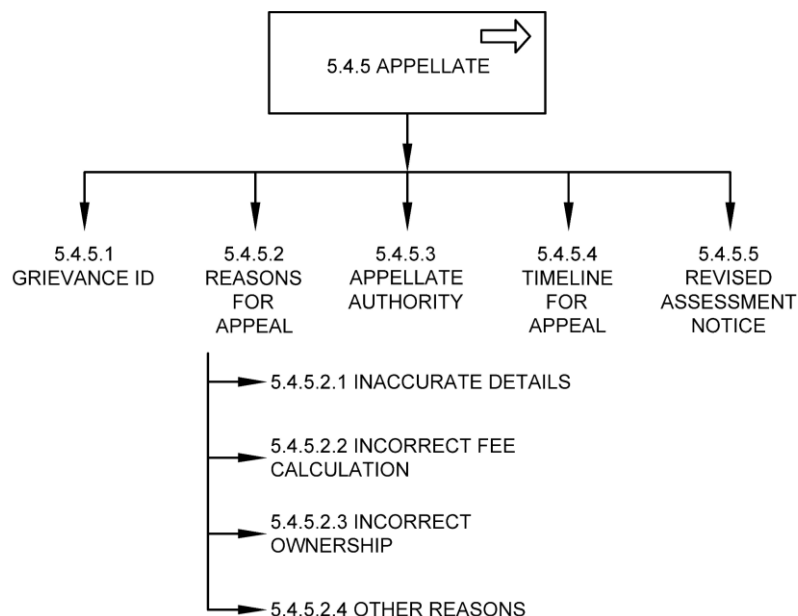 5.4.5 APPELLATE
5.4.5.1
GRIEVANCE ID
5.4.5.2
REASONS
FOR
APPEAL
5.4.5.3
APPELLATE
AUTHORITY
5.4.5.4
TIMELINE
FOR
APPEAL
5.4.5.5
REVISED
ASSESSMENT
NOTICE
5.4.5.2.1 INACCURATE DETAILS
5.4.5.2.2 INCORRECT FEE
CALCULATION
5.4.5.2.3 INCORRECT
OWNERSHIP
5.4.5.2.4 OTHER REASONS